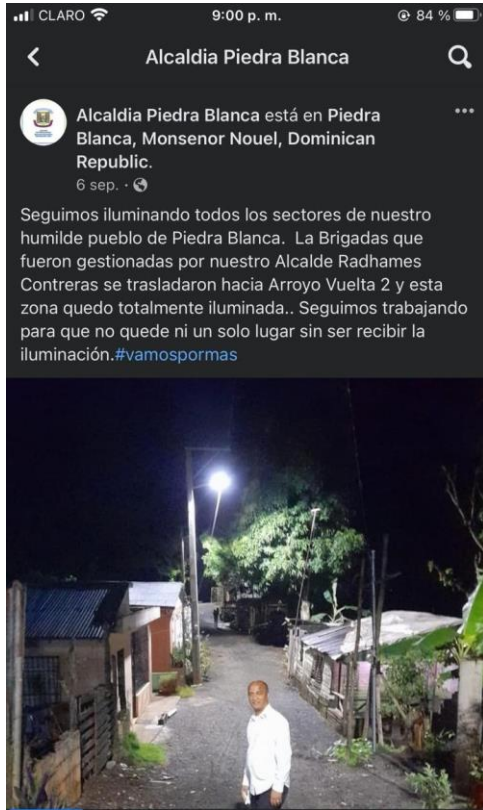 CLARO 9:00 p. m. 84 %
Alcaldia Piedra Blanca
Alcaldia Piedra Blanca está en Piedra
Blanca, Monsenor Nouel, Dominican
Republic.
6 sep. ·
Seguimos iluminando todos los sectores de nuestro
humilde pueblo de Piedra Blanca. La Brigadas que
fueron gestionadas por nuestro Alcalde Radhames
Contreras se trasladaron hacia Arroyo Vuelta 2 y esta
zona quedo totalmente iluminada.. Seguimos trabajando
para que no quede ni un solo lugar sin ser recibir la
iluminación.#vamospormas